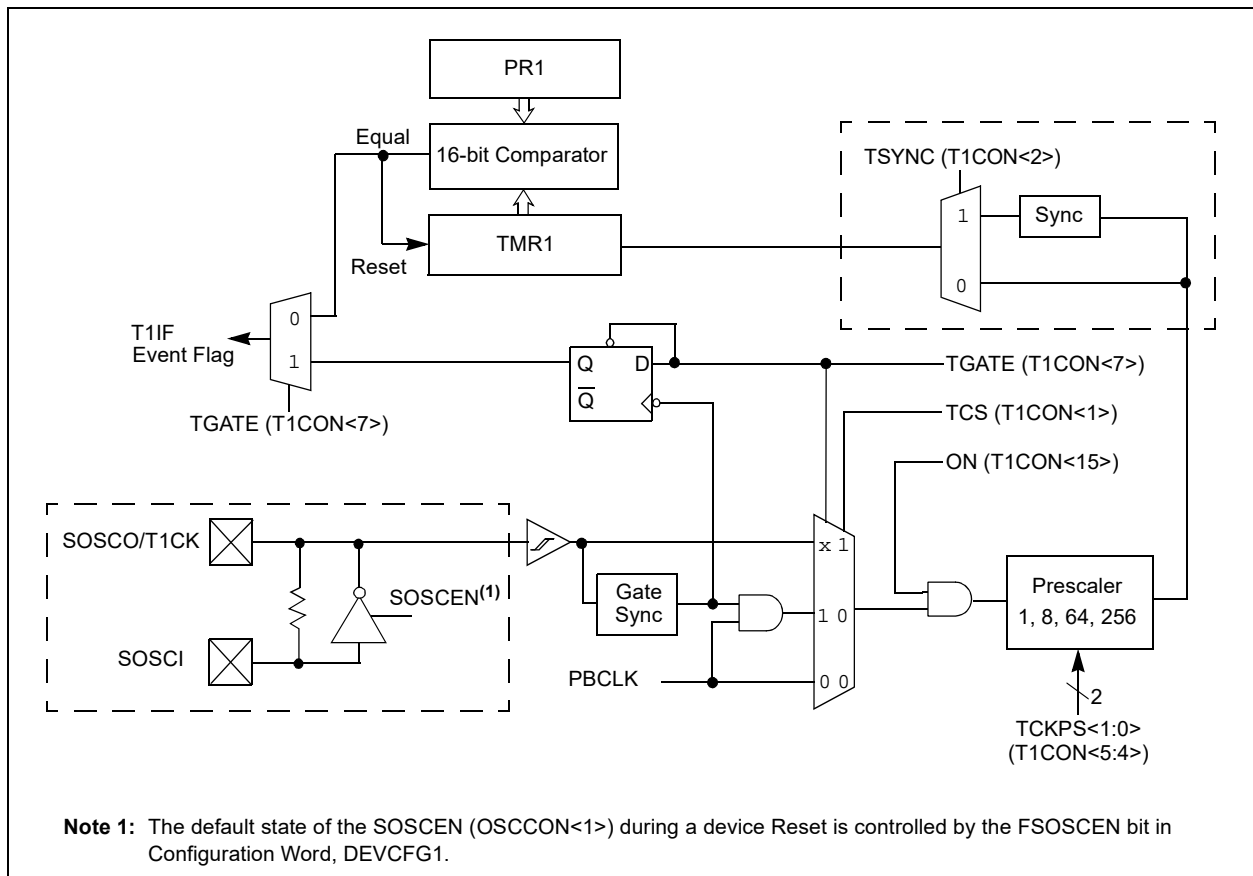 PR1
Equal
16-bit Comparator
TSYNC (T1CON<2>)
1
Sync
TMR1
Reset
0
0
T1IF
Event Flag
1
Q D
Q̅
TGATE (T1CON<7>)
TGATE (T1CON<7>)
TCS (T1CON<1>)
ON (T1CON<15>)
SOSCO/T1CK
x 1
SOSCEN(1)
Gate
Sync
1 0
Prescaler
1, 8, 64, 256
SOSCI
PBCLK
0 0
2
TCKPS<1:0>
(T1CON<5:4>)
Note 1: The default state of the SOSCEN (OSCCON<1>) during a device Reset is controlled by the FSOSCEN bit in
Configuration Word, DEVCFG1.